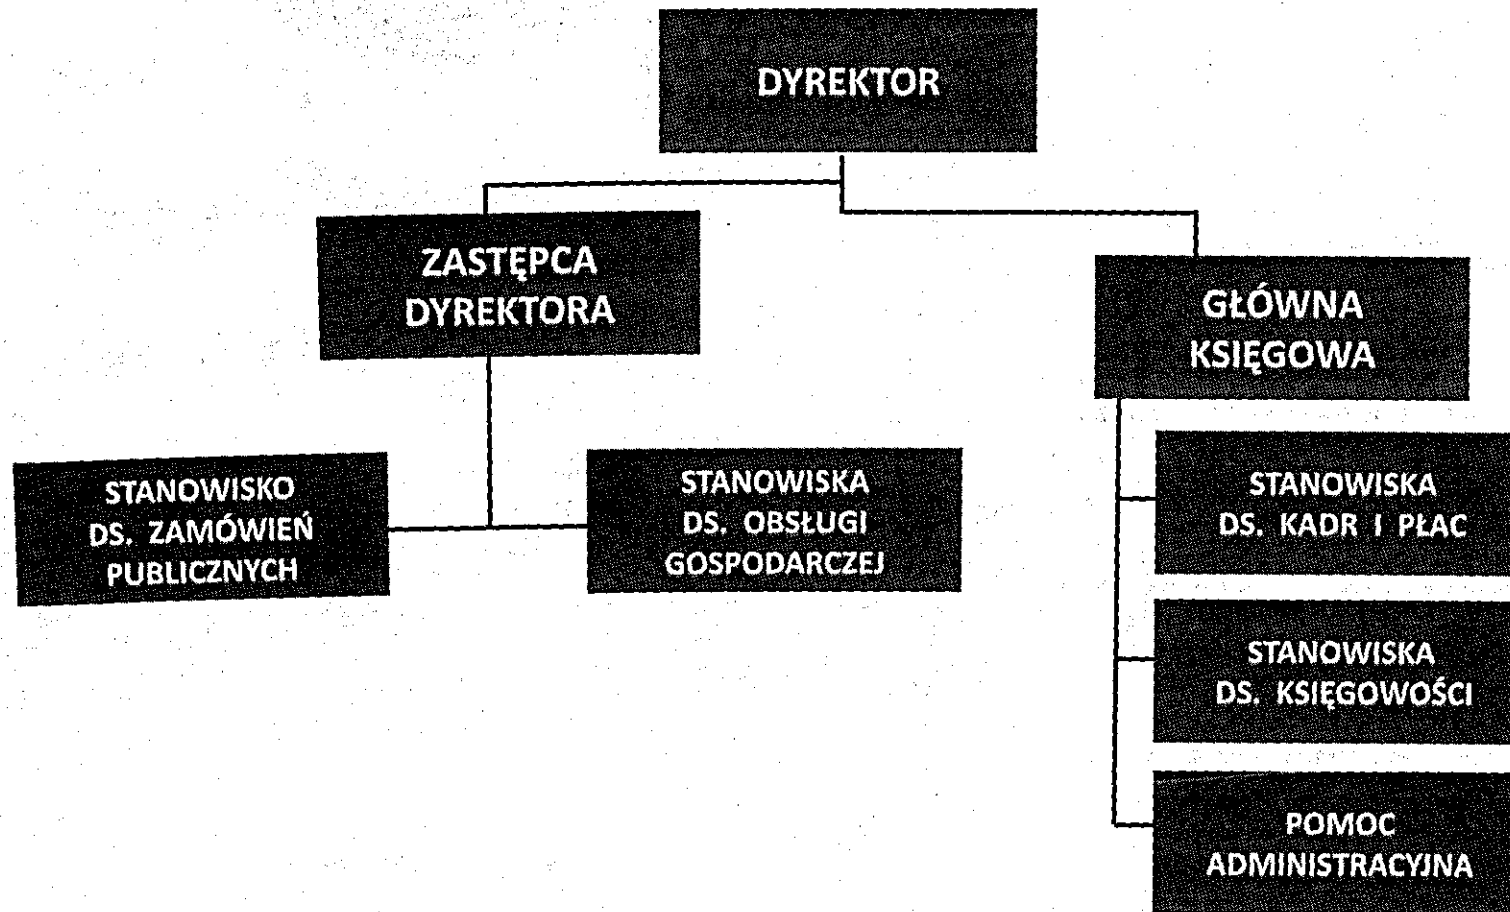 DYREKTOR
ZASTĘPCA
DYREKTORA
GŁÓWNA
KSIĘGOWA
STANOWISKO
DS. ZAMÓWIEŃ
PUBLICZNYCH
STANOWISKA
DS. OBSŁUGI
GOSPODARCZEJ
STANOWISKA
DS. KADR I PŁAC
STANOWISKA
DS. KSIĘGOWOŚCI
POMOC
ADMINISTRACYJNA